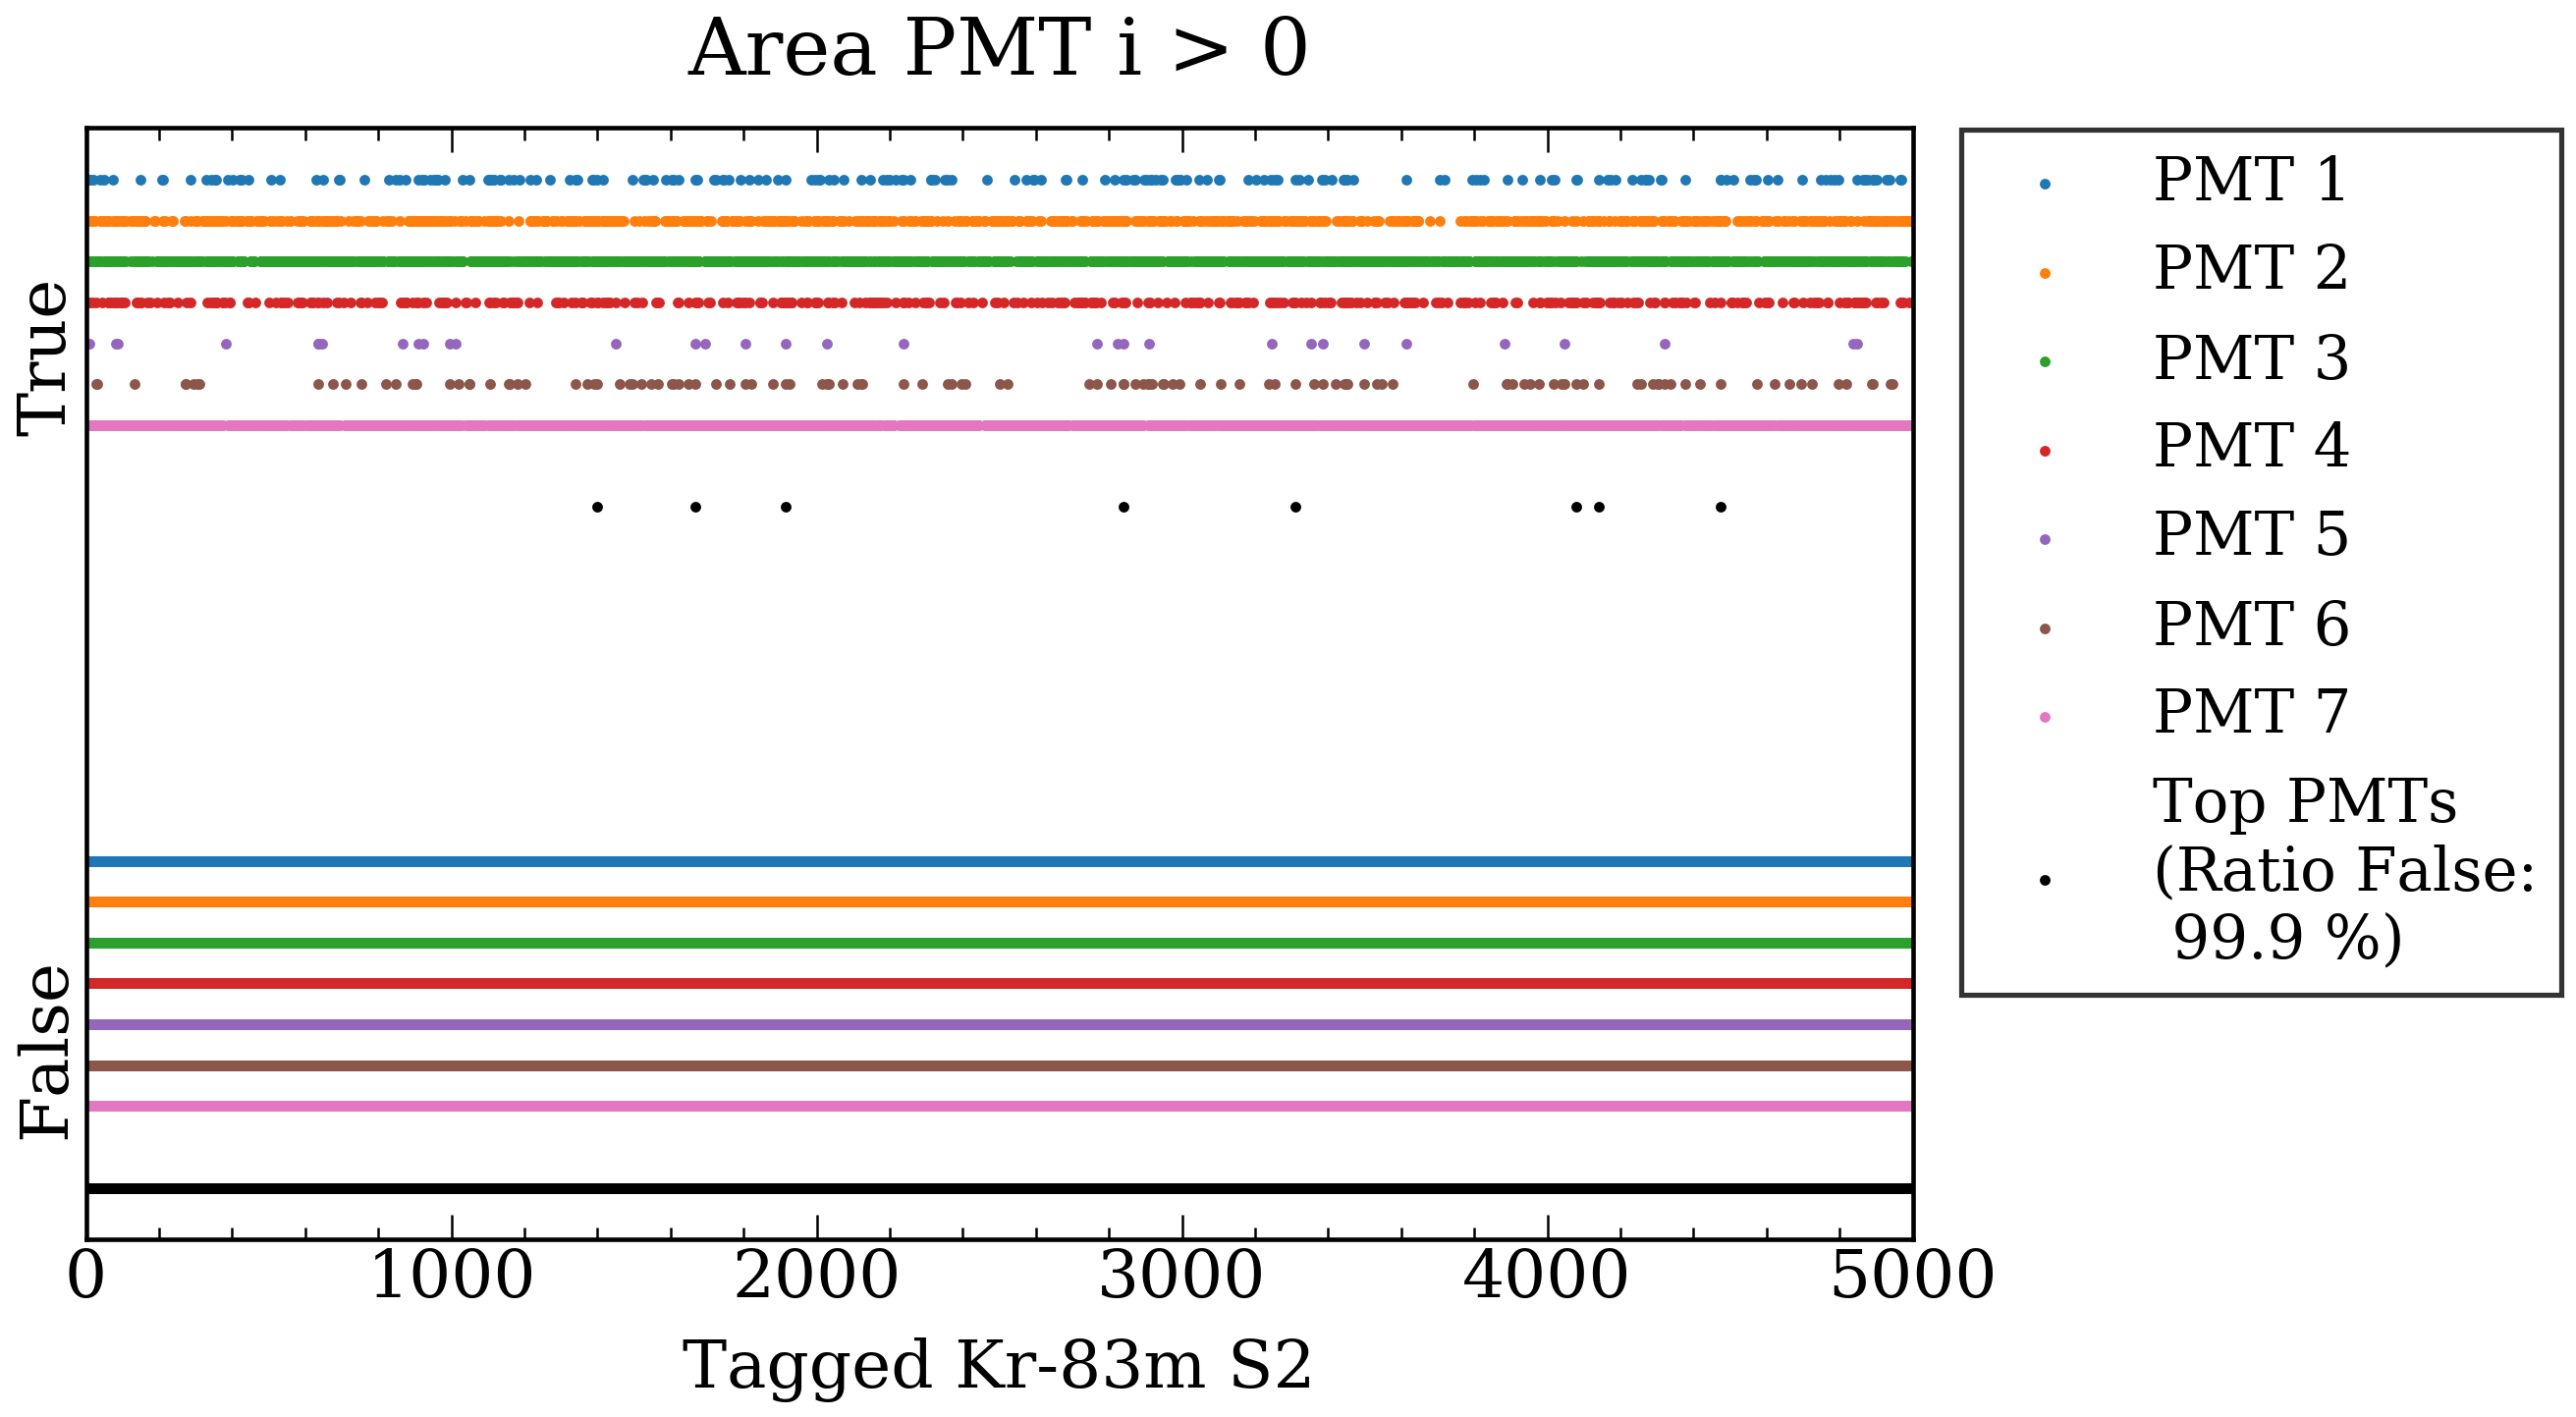 Area PMT i > 0
True
False
0 1000 2000 3000 4000 5000
Tagged Kr-83m S2
PMT 1
PMT 2
PMT 3
PMT 4
PMT 5
PMT 6
PMT 7
Top PMTs
(Ratio False:
99.9 %)